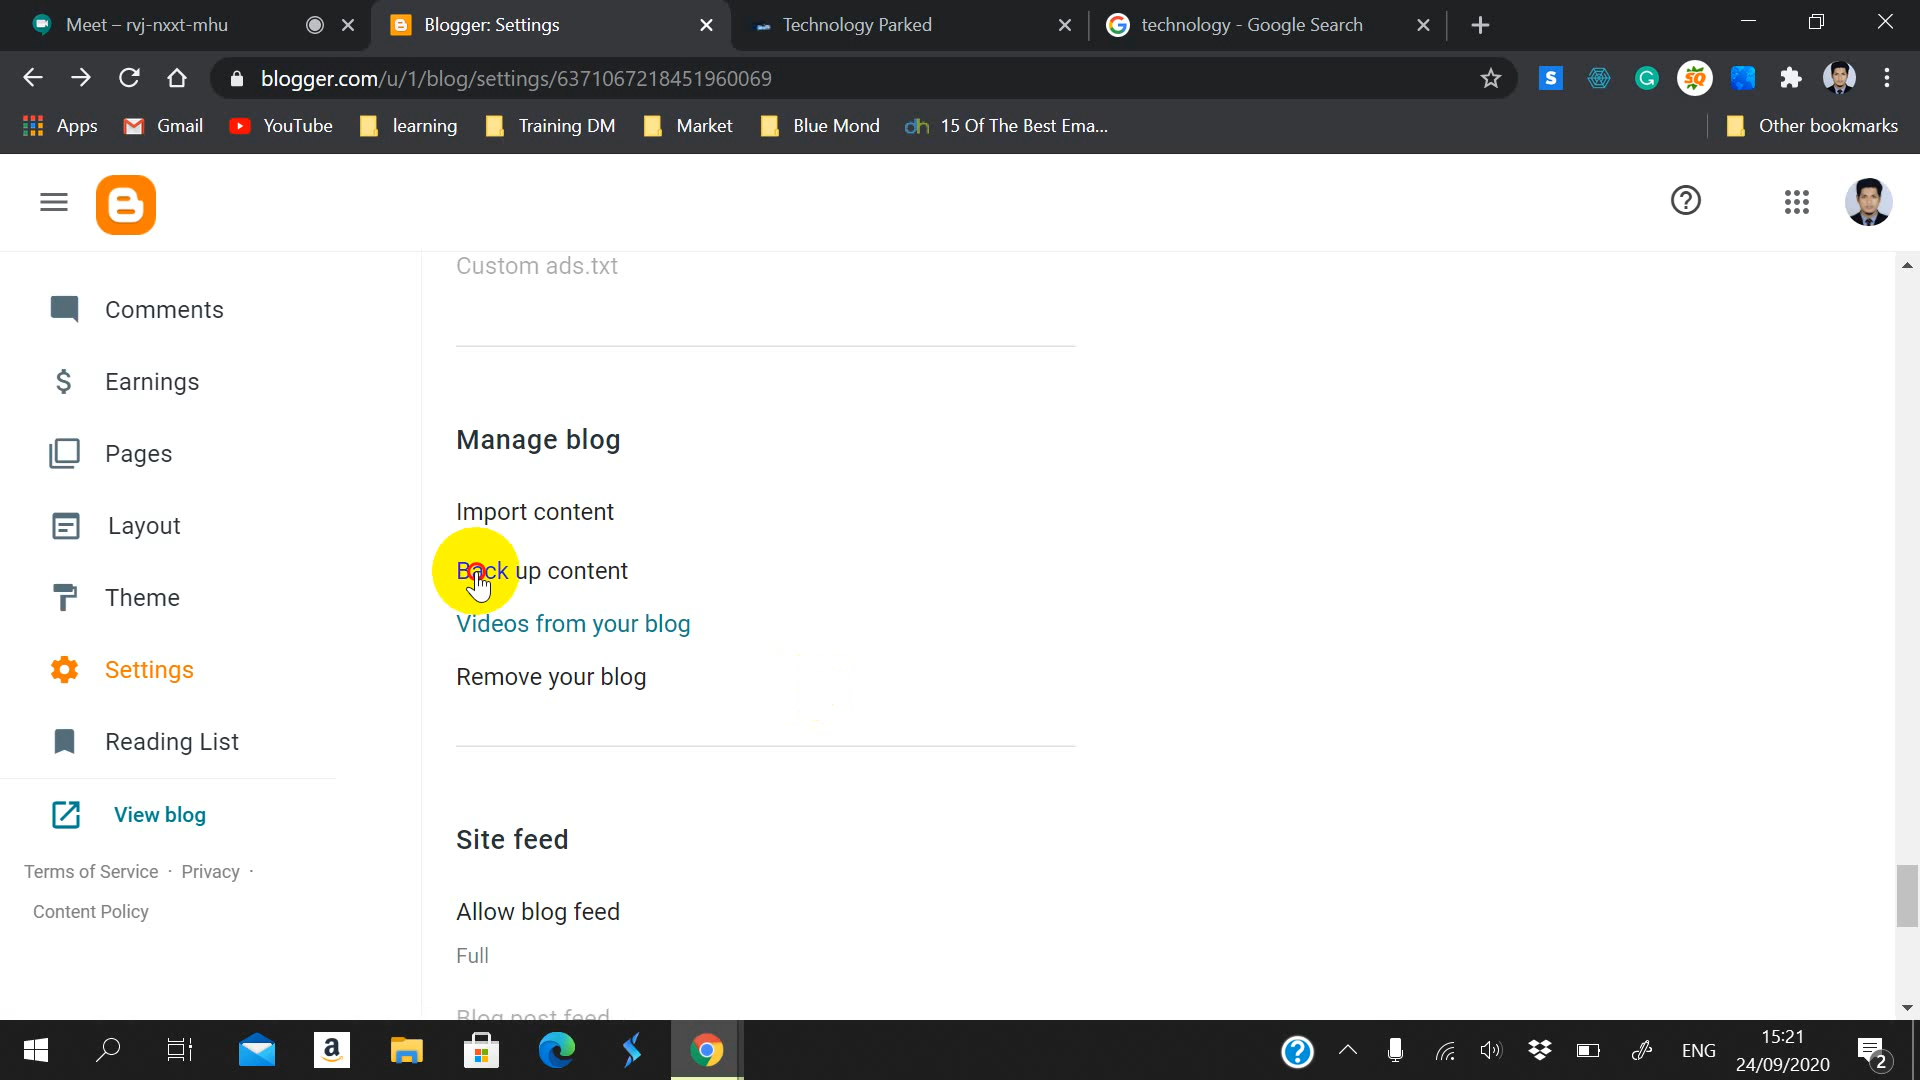 Meet – rvj-nxxt-mhu
Blogger: Settings
Technology Parked
technology - Google Search
blogger.com/u/1/blog/settings/6371067218451960069
Apps
Gmail
YouTube
learning
Training DM
Market
Blue Mond
15 Of The Best Ema...
Other bookmarks
Custom ads.txt
Comments
Earnings
Pages
Layout
Theme
Settings
Reading List
View blog
Terms of Service · Privacy ·
Content Policy
Manage blog
Import content
Back up content
Videos from your blog
Remove your blog
Site feed
Allow blog feed
Full
Blog post feed
ENG
15:21
24/09/2020
2